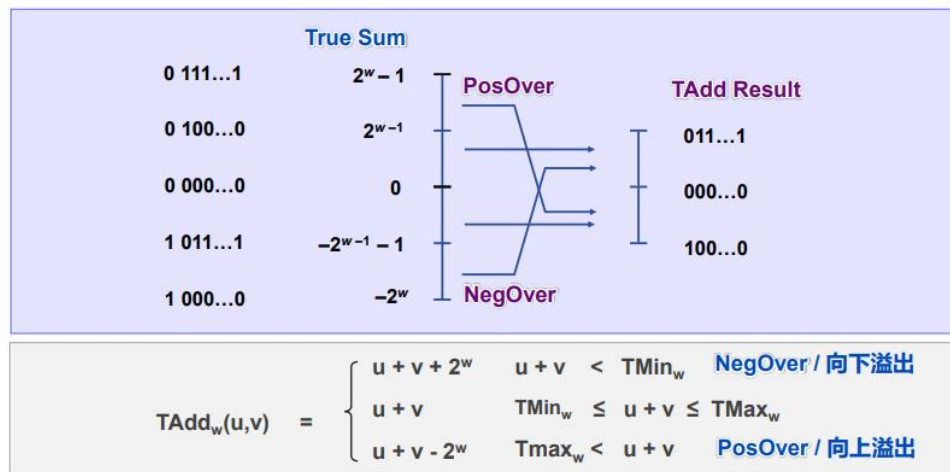 True Sum
0 111…1 2ʷ – 1 PosOver TAdd Result
0 100…0 2ʷ⁻¹ 011…1
0 000…0 0 000…0
1 011…1 –2ʷ⁻¹ – 1 100…0
1 000…0 –2ʷ NegOver
u + v + 2ʷ u + v < TMinw NegOver / 向下溢出
TAddw(u,v) = u + v TMinw ≤ u + v ≤ TMaxw
u + v - 2ʷ Tmaxw < u + v PosOver / 向上溢出